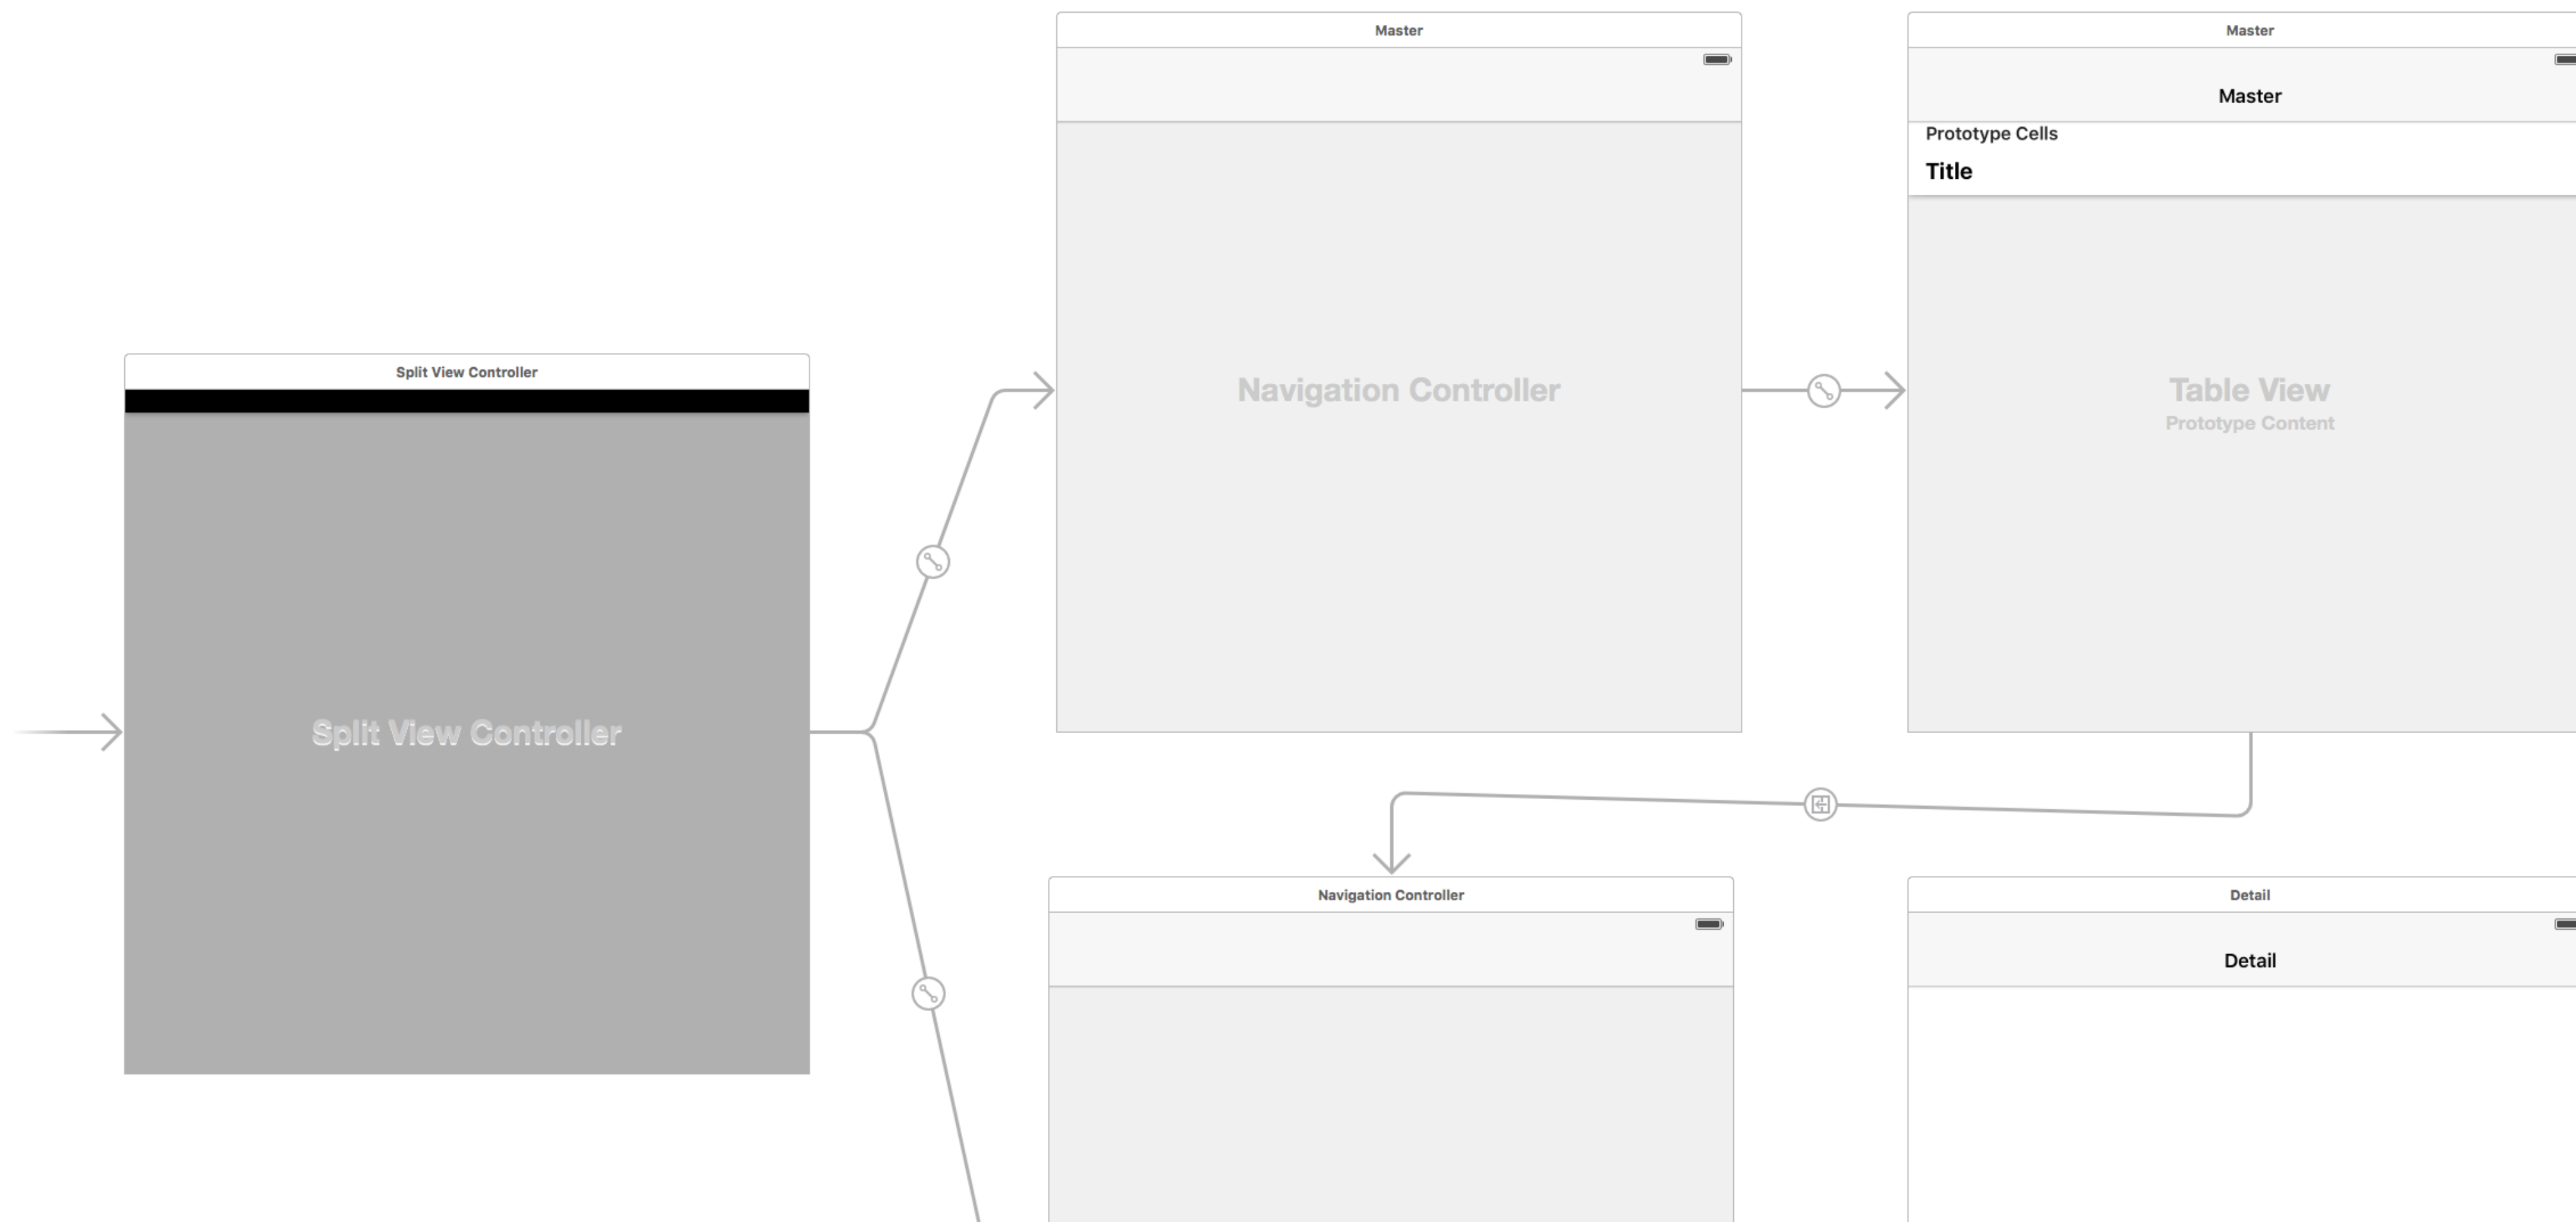 Master
Master
Master
Prototype Cells
Title
Split View Controller
Navigation Controller
Table View
Prototype Content
Split View Controller
Navigation Controller
Detail
Detail